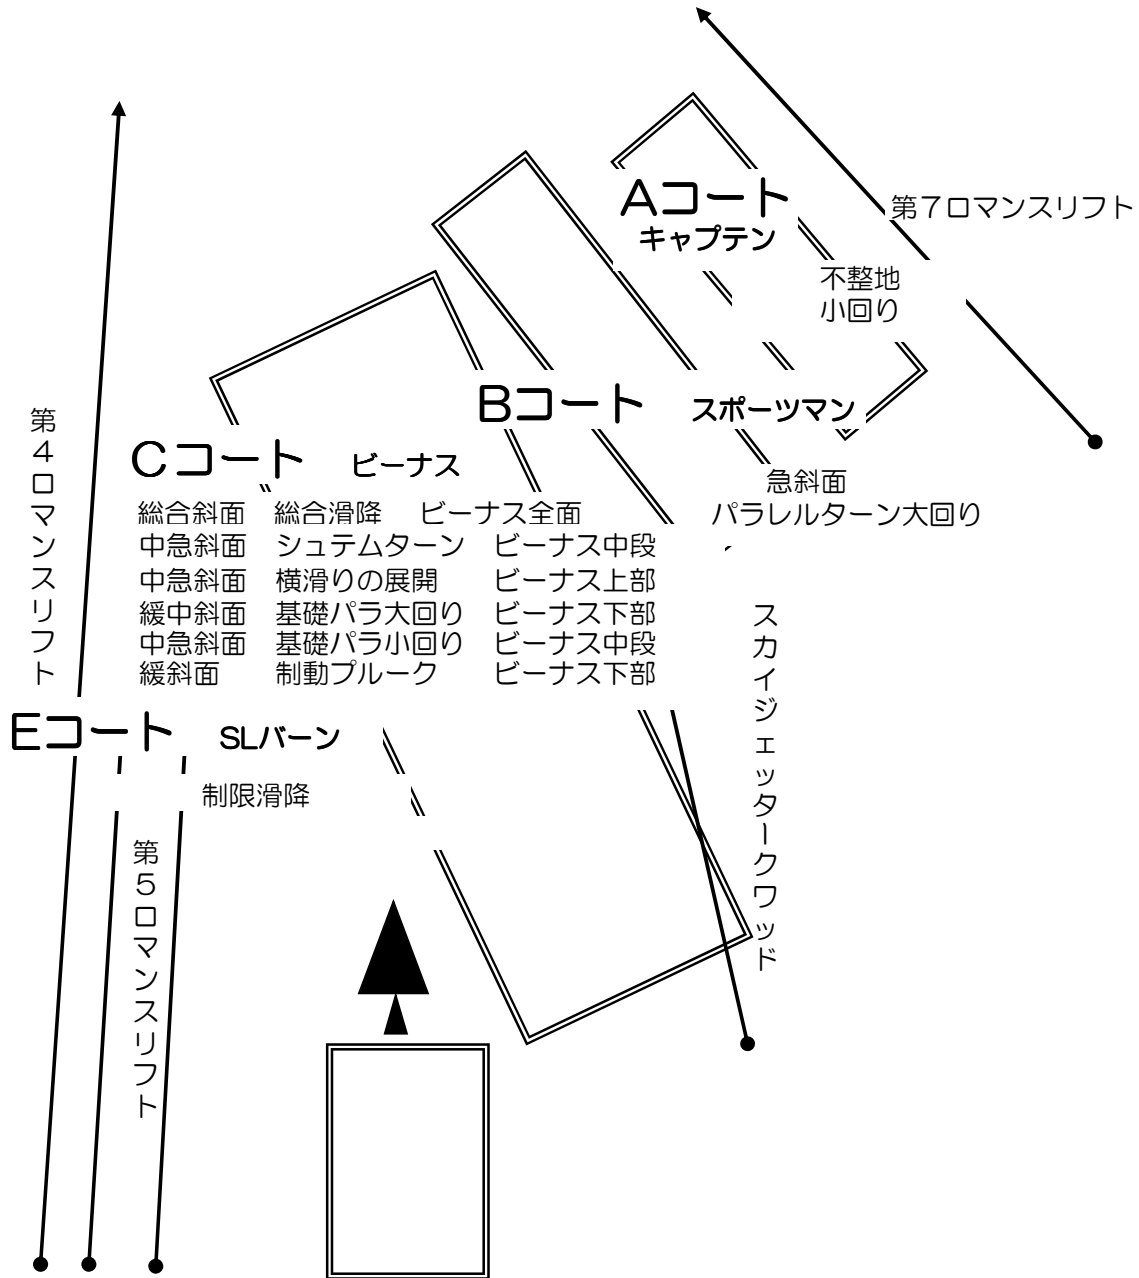 Aコート
キャプテン
第7ロマンスリフト
不整地
小回り
Bコート　スポーツマン
急斜面
パラレルターン大回り
Cコート　ビーナス
総合斜面　総合滑降　ビーナス全面
中急斜面　シュテムターン　ビーナス中段
中急斜面　横滑りの展開　ビーナス上部
緩中斜面　基礎パラ大回り　ビーナス下部
中急斜面　基礎パラ小回り　ビーナス中段
緩斜面　制動プルーク　ビーナス下部
第4ロマンスリフト
スカイジェッタークワッド
Eコート　SLバーン
制限滑降
第5ロマンスリフト